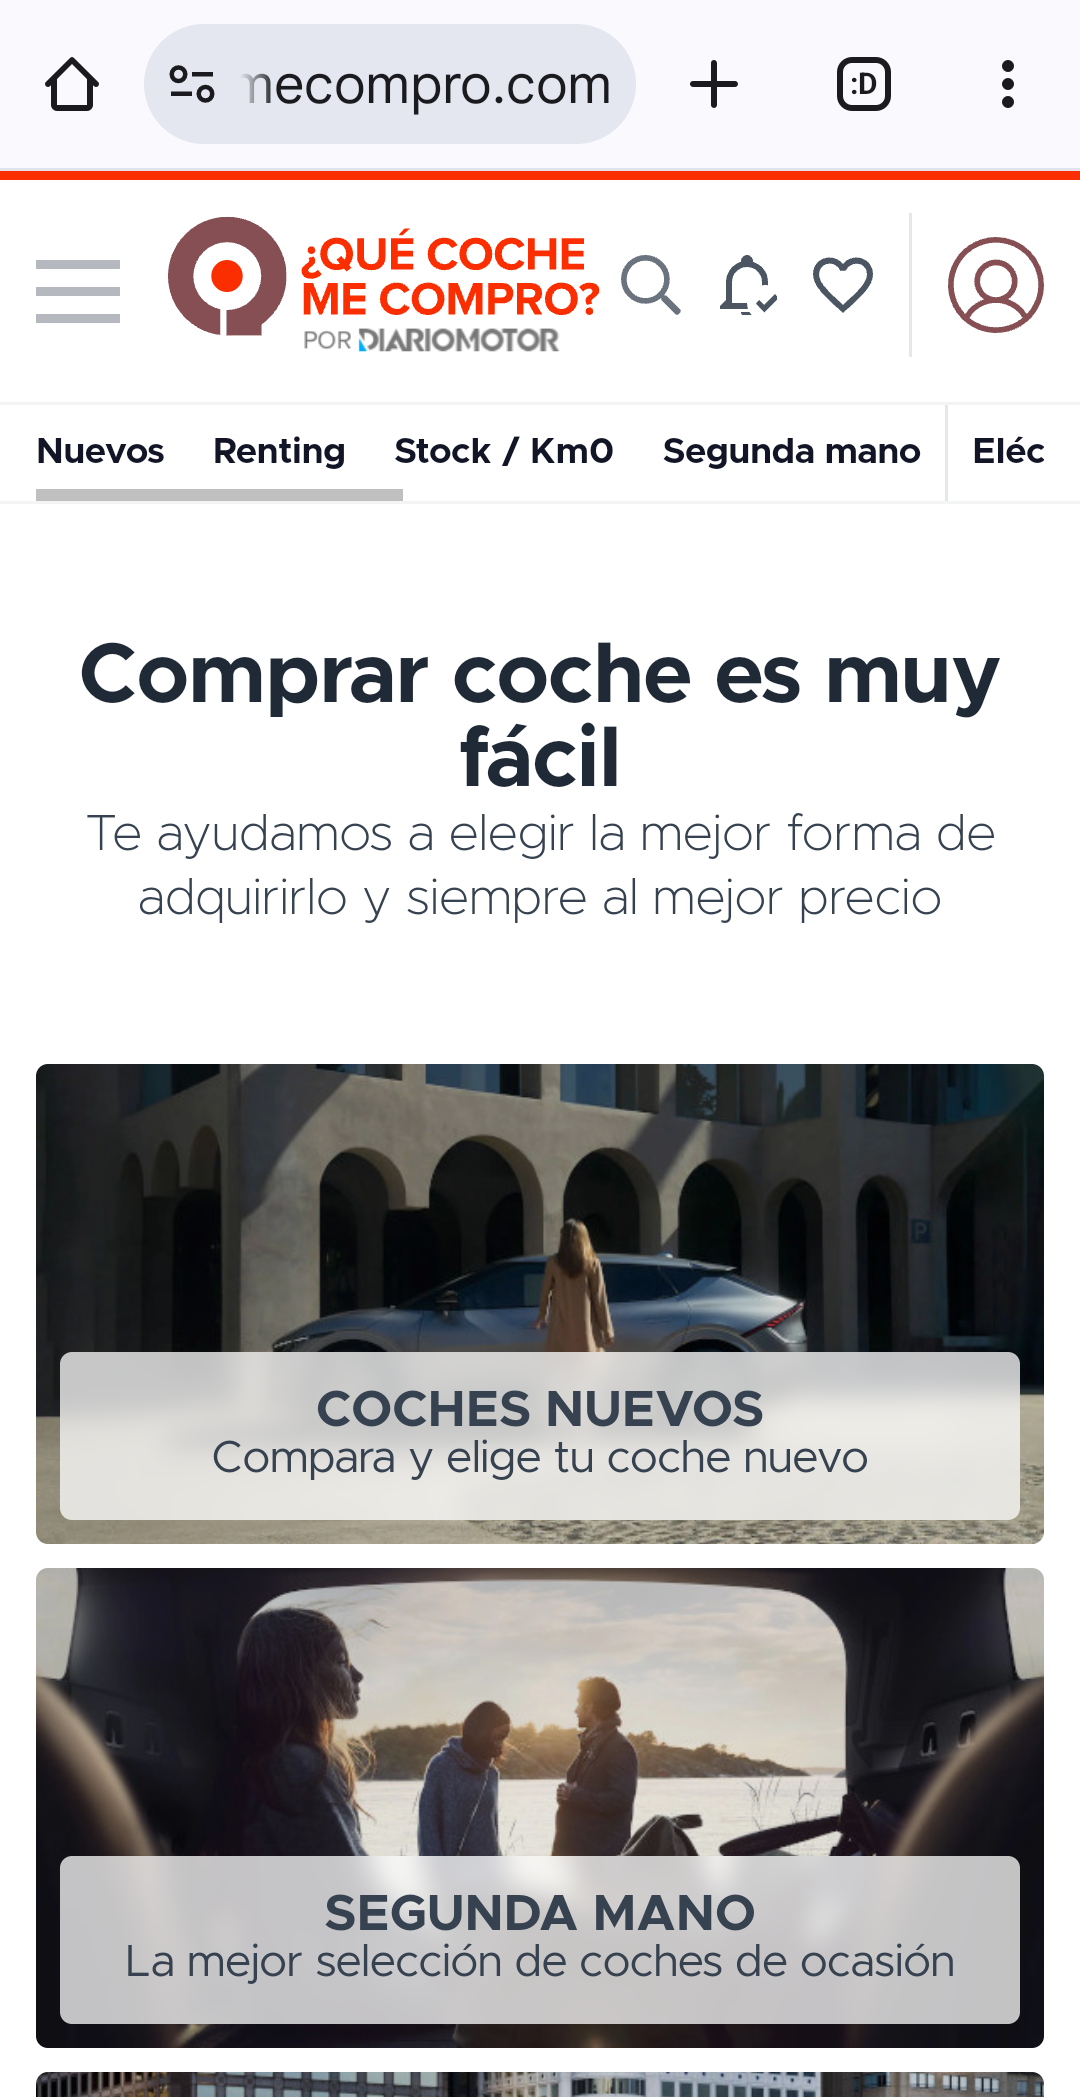 mecompro.com
:D
¿QUÉ COCHE
ME COMPRO?
POR DIARIOMOTOR
Nuevos Renting Stock / Km0 Segunda mano Eléc
Comprar coche es muy
fácil
Te ayudamos a elegir la mejor forma de
adquirirlo y siempre al mejor precio
P
COCHES NUEVOS
Compara y elige tu coche nuevo
SEGUNDA MANO
La mejor selección de coches de ocasión